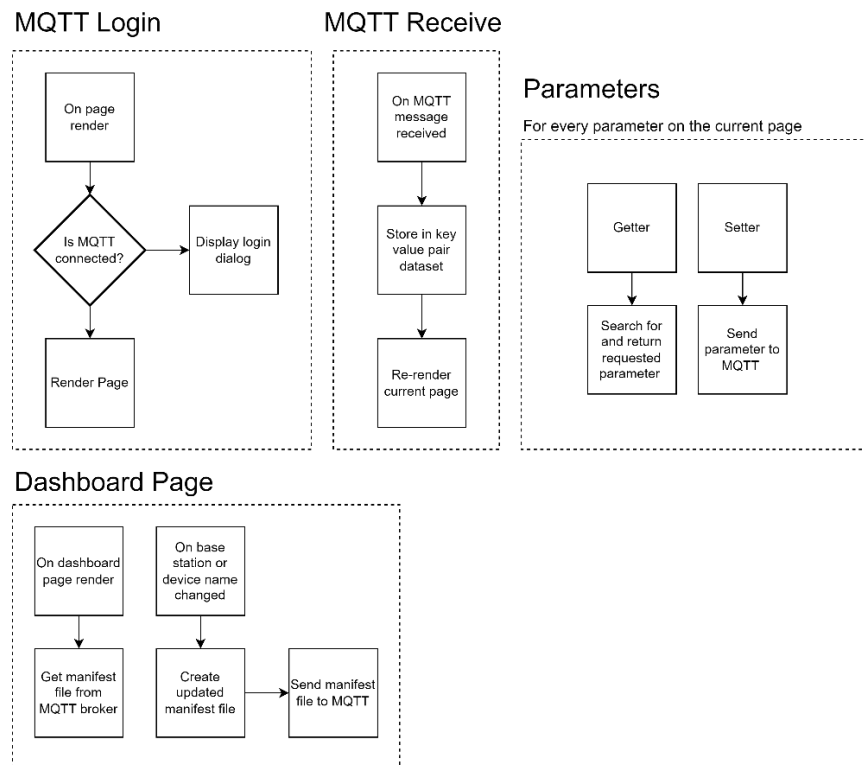 MQTT Login
On page
render
Is MQTT
connected?
Display login
dialog
Render Page
MQTT Receive
On MQTT
message
received
Store in key
value pair
dataset
Re-render
current page
Parameters
For every parameter on the current page
Getter
Search for
and return
requested
parameter
Setter
Send
parameter to
MQTT
Dashboard Page
On dashboard
page render
Get manifest
file from
MQTT broker
On base
station or
device name
changed
Create
updated
manifest file
Send manifest
file to MQTT